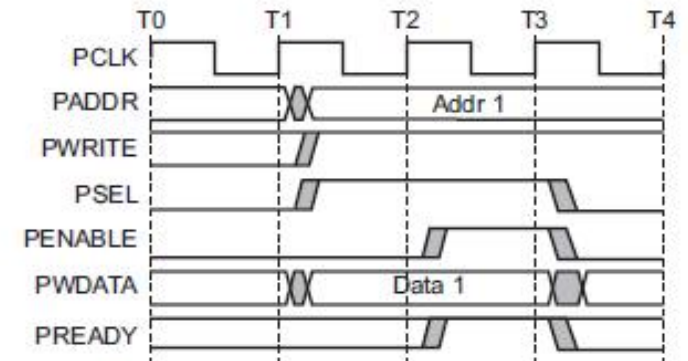 T0 T1 T2 T3 T4
PCLK
PADDR Addr 1
PWRITE
PSEL
PENABLE
PWDATA Data 1
PREADY